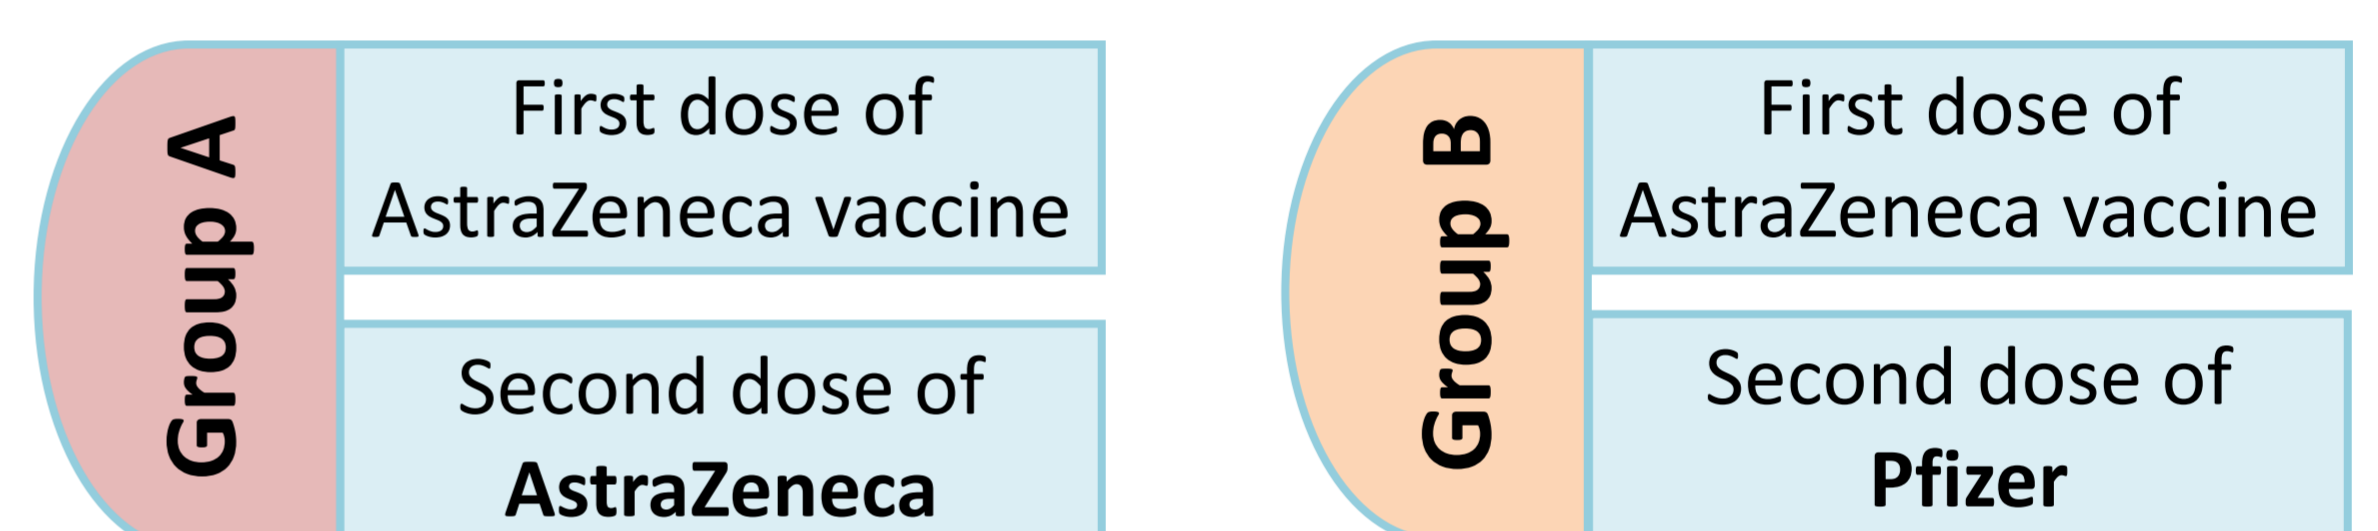 Group A
First dose of
AstraZeneca vaccine
Second dose of
AstraZeneca
Group B
First dose of
AstraZeneca vaccine
Second dose of
Pfizer